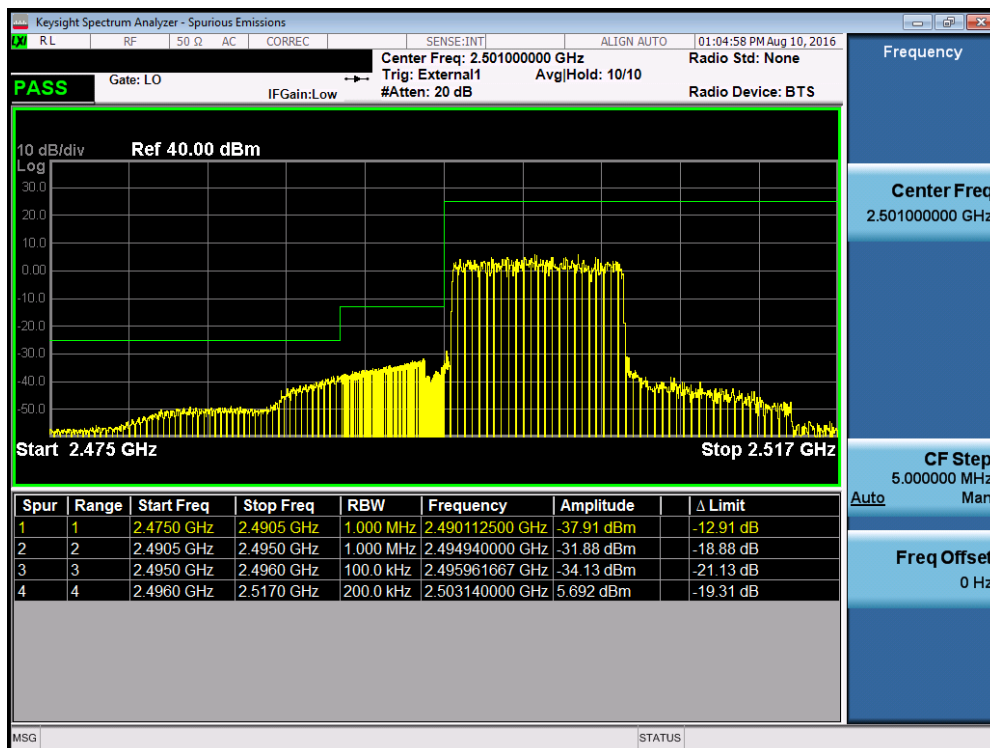 Keysight Spectrum Analyzer - Spurious Emissions
LXI RL RF 50 Ω AC CORREC SENSE:INT ALIGN AUTO 01:04:58 PM Aug 10, 2016
Center Freq: 2.501000000 GHz Radio Std: None
Gate: LO Trig: External1 Avg|Hold: 10/10
PASS IFGain:Low #Atten: 20 dB Radio Device: BTS
Frequency
10 dB/div Ref 40.00 dBm
Log
30.0
20.0
10.0
0.00
-10.0
-20.0
-30.0
-40.0
-50.0
Start 2.475 GHz Stop 2.517 GHz
Spur Range Start Freq Stop Freq RBW Frequency Amplitude Δ Limit
1 1 2.4750 GHz 2.4905 GHz 1.000 MHz 2.490112500 GHz -37.91 dBm -12.91 dB
2 2 2.4905 GHz 2.4950 GHz 1.000 MHz 2.494940000 GHz -31.88 dBm -18.88 dB
3 3 2.4950 GHz 2.4960 GHz 100.0 kHz 2.495961667 GHz -34.13 dBm -21.13 dB
4 4 2.4960 GHz 2.5170 GHz 200.0 kHz 2.503140000 GHz 5.692 dBm -19.31 dB
Center Freq
2.501000000 GHz
CF Step
5.000000 MHz
Auto Man
Freq Offset
0 Hz
MSG STATUS